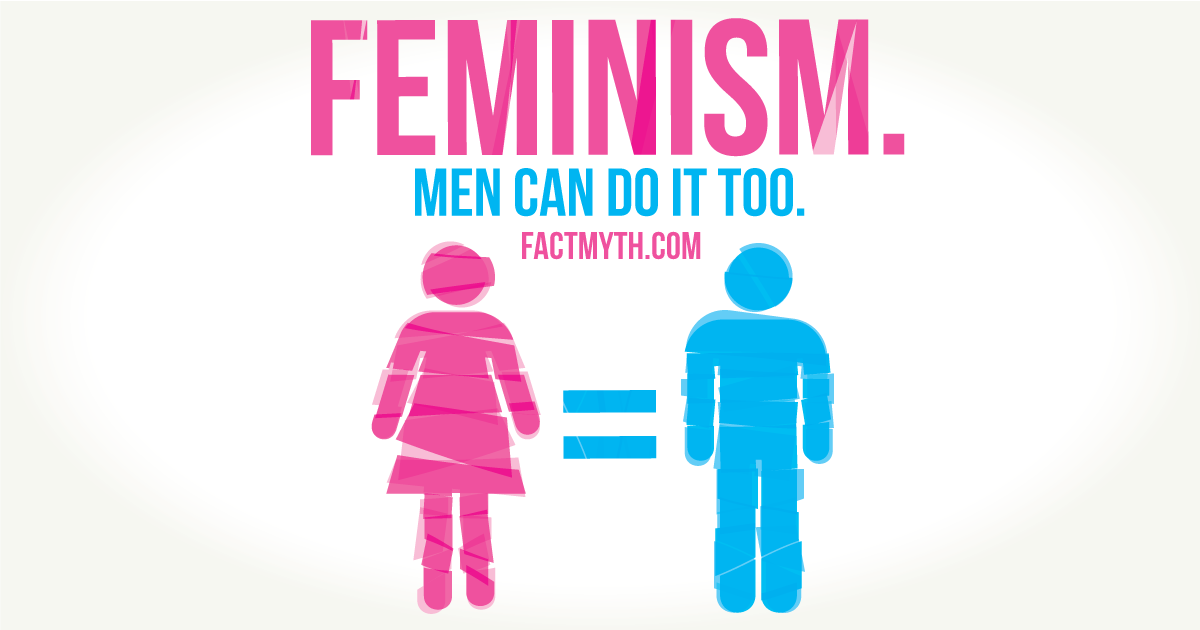 FEMINISM.
MEN CAN DO IT TOO.
FACTMYTH.COM